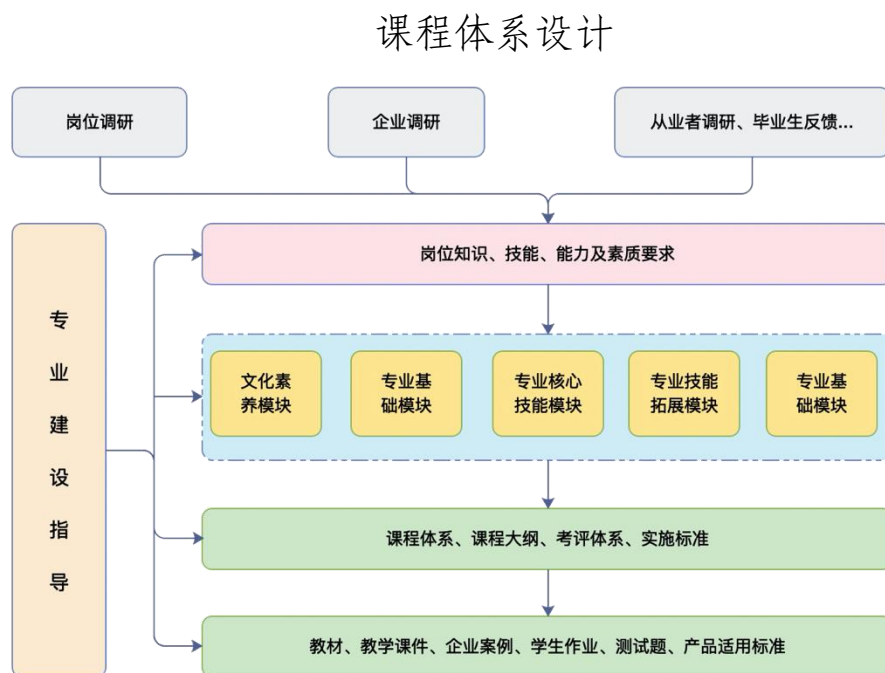 课程体系设计
岗位调研
企业调研
从业者调研、毕业生反馈...
岗位知识、技能、能力及素质要求
专
业
建
设
指
导
文化素
养模块
专业基
础模块
专业核心
技能模块
专业技能
拓展模块
专业基
础模块
课程体系、课程大纲、考评体系、实施标准
教材、教学课件、企业案例、学生作业、测试题、产品适用标准